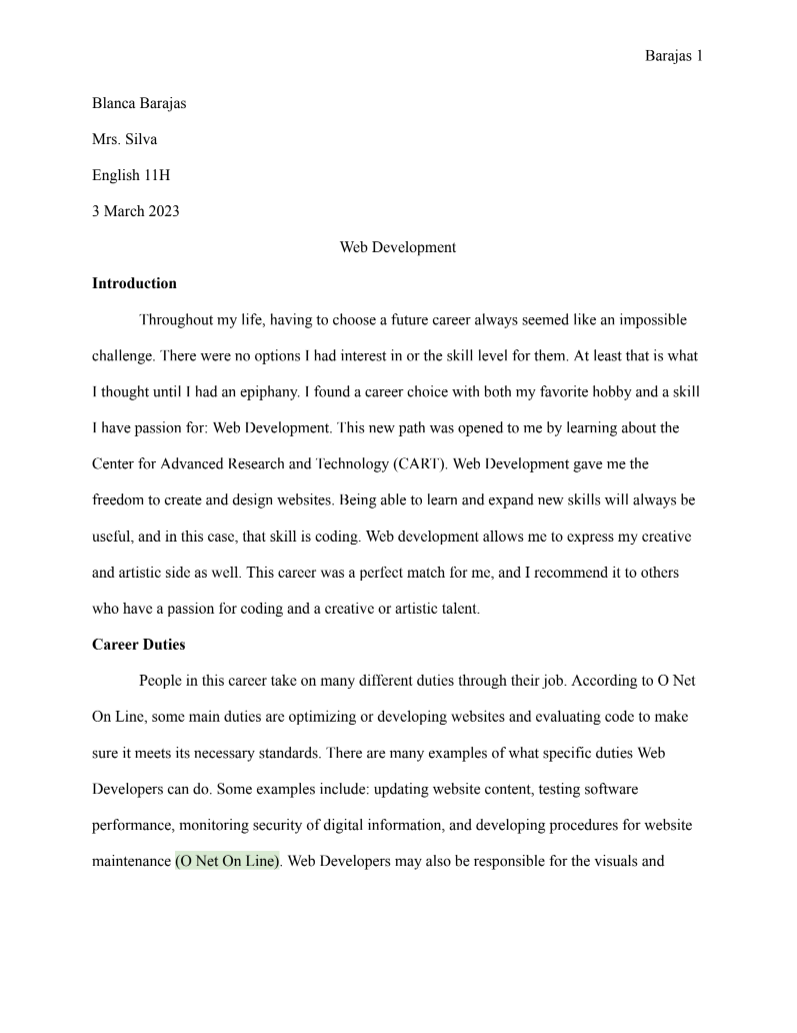 Barajas 1
Blanca Barajas
Mrs. Silva
English 11H
3 March 2023
Web Development
Introduction
Throughout my life, having to choose a future career always seemed like an impossible
challenge. There were no options I had interest in or the skill level for them. At least that is what
I thought until I had an epiphany. I found a career choice with both my favorite hobby and a skill
I have passion for: Web Development. This new path was opened to me by learning about the
Center for Advanced Research and Technology (CART). Web Development gave me the
freedom to create and design websites. Being able to learn and expand new skills will always be
useful, and in this case, that skill is coding. Web development allows me to express my creative
and artistic side as well. This career was a perfect match for me, and I recommend it to others
who have a passion for coding and a creative or artistic talent.
Career Duties
People in this career take on many different duties through their job. According to O Net
On Line, some main duties are optimizing or developing websites and evaluating code to make
sure it meets its necessary standards. There are many examples of what specific duties Web
Developers can do. Some examples include: updating website content, testing software
performance, monitoring security of digital information, and developing procedures for website
maintenance (O Net On Line). Web Developers may also be responsible for the visuals and